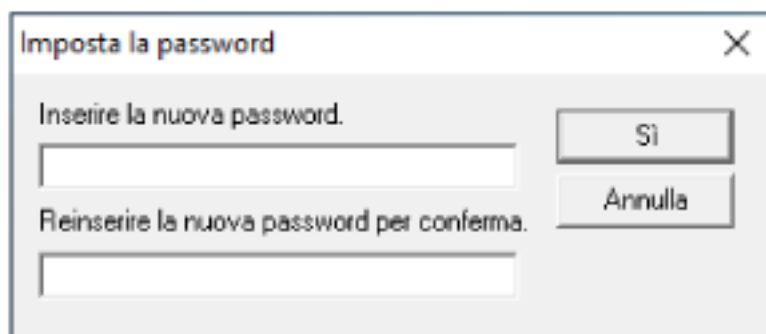 Imposta la password
Inserire la nuova password.
Sì
Annulla
Reinserire la nuova password per conferma.